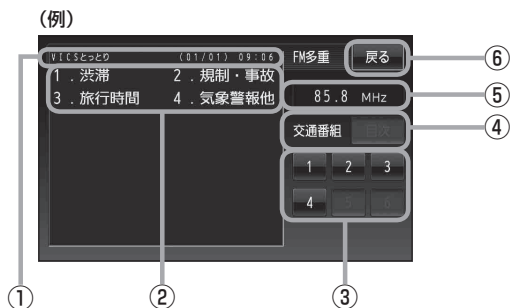 (例)
VICSとっとり (01/01) 09:06 FM多重 戻る
1.渋滞 2.規制・事故
3.旅行時間 4.気象警報他
85.8 MHz
交通番組 目次
1 2 3
4 5 6
⑥
⑤
④
① ② ③